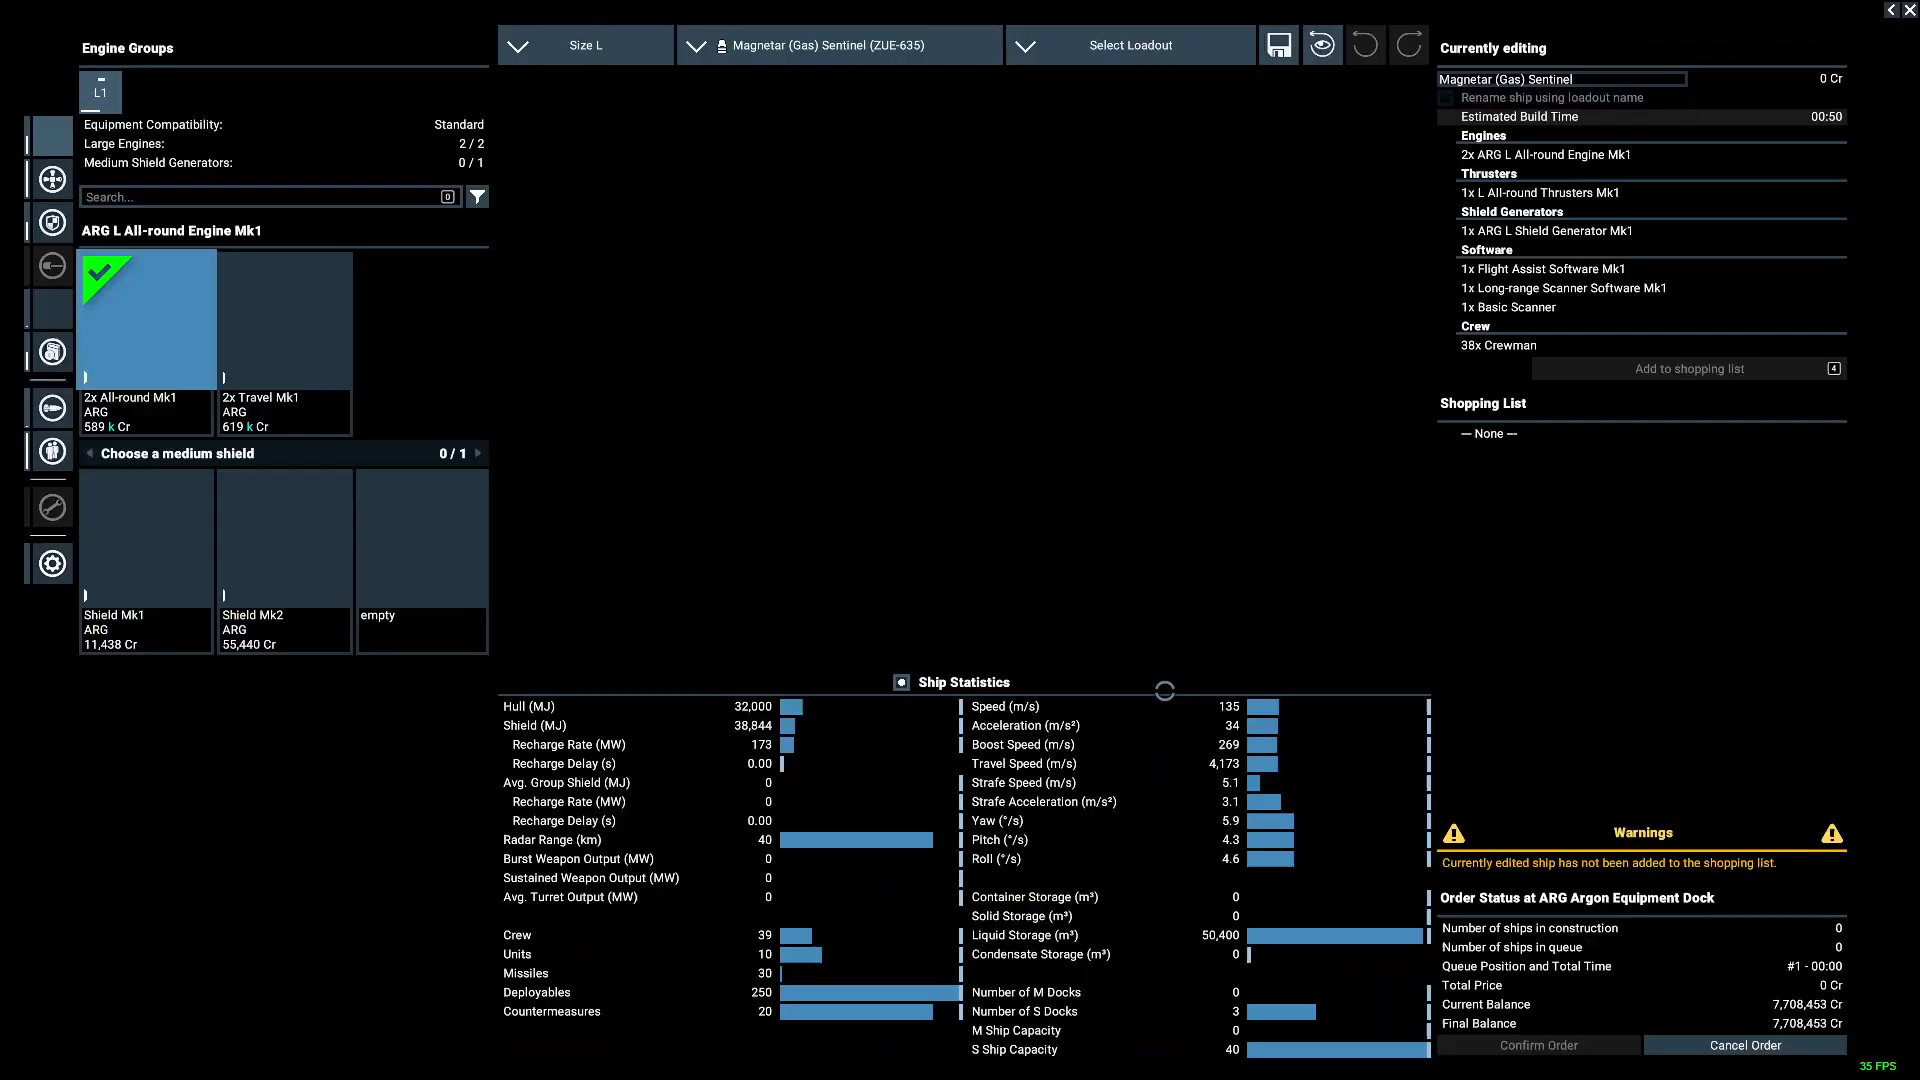 Engine Groups
L1
Equipment Compatibility: Standard
Large Engines: 2 / 2
Medium Shield Generators: 0 / 1
Search... 0
ARG L All-round Engine Mk1
2x All-round Mk1
ARG
589 k Cr
2x Travel Mk1
ARG
619 k Cr
Choose a medium shield 0 / 1
Shield Mk1
ARG
11,438 Cr
Shield Mk2
ARG
55,440 Cr
empty
Size L
Magnetar (Gas) Sentinel (ZUE-635)
Select Loadout
Ship Statistics
Hull (MJ) 32,000
Shield (MJ) 38,844
Recharge Rate (MW) 173
Recharge Delay (s) 0.00
Avg. Group Shield (MJ) 0
Recharge Rate (MW) 0
Recharge Delay (s) 0.00
Radar Range (km) 40
Burst Weapon Output (MW) 0
Sustained Weapon Output (MW) 0
Avg. Turret Output (MW) 0
Crew 39
Units 10
Missiles 30
Deployables 250
Countermeasures 20
Speed (m/s) 135
Acceleration (m/s²) 34
Boost Speed (m/s) 269
Travel Speed (m/s) 4,173
Strafe Speed (m/s) 5.1
Strafe Acceleration (m/s²) 3.1
Yaw (°/s) 5.9
Pitch (°/s) 4.3
Roll (°/s) 4.6
Container Storage (m³) 0
Solid Storage (m³) 0
Liquid Storage (m³) 50,400
Condensate Storage (m³) 0
Number of M Docks 0
Number of S Docks 3
M Ship Capacity 0
S Ship Capacity 40
Currently editing
Magnetar (Gas) Sentinel 0 Cr
Rename ship using loadout name
Estimated Build Time 00:50
Engines
2x ARG L All-round Engine Mk1
Thrusters
1x L All-round Thrusters Mk1
Shield Generators
1x ARG L Shield Generator Mk1
Software
1x Flight Assist Software Mk1
1x Long-range Scanner Software Mk1
1x Basic Scanner
Crew
38x Crewman
Add to shopping list 4
Shopping List
— None —
Warnings
Currently edited ship has not been added to the shopping list.
Order Status at ARG Argon Equipment Dock
Number of ships in construction 0
Number of ships in queue 0
Queue Position and Total Time #1 - 00:00
Total Price 0 Cr
Current Balance 7,708,453 Cr
Final Balance 7,708,453 Cr
Confirm Order
Cancel Order
35 FPS